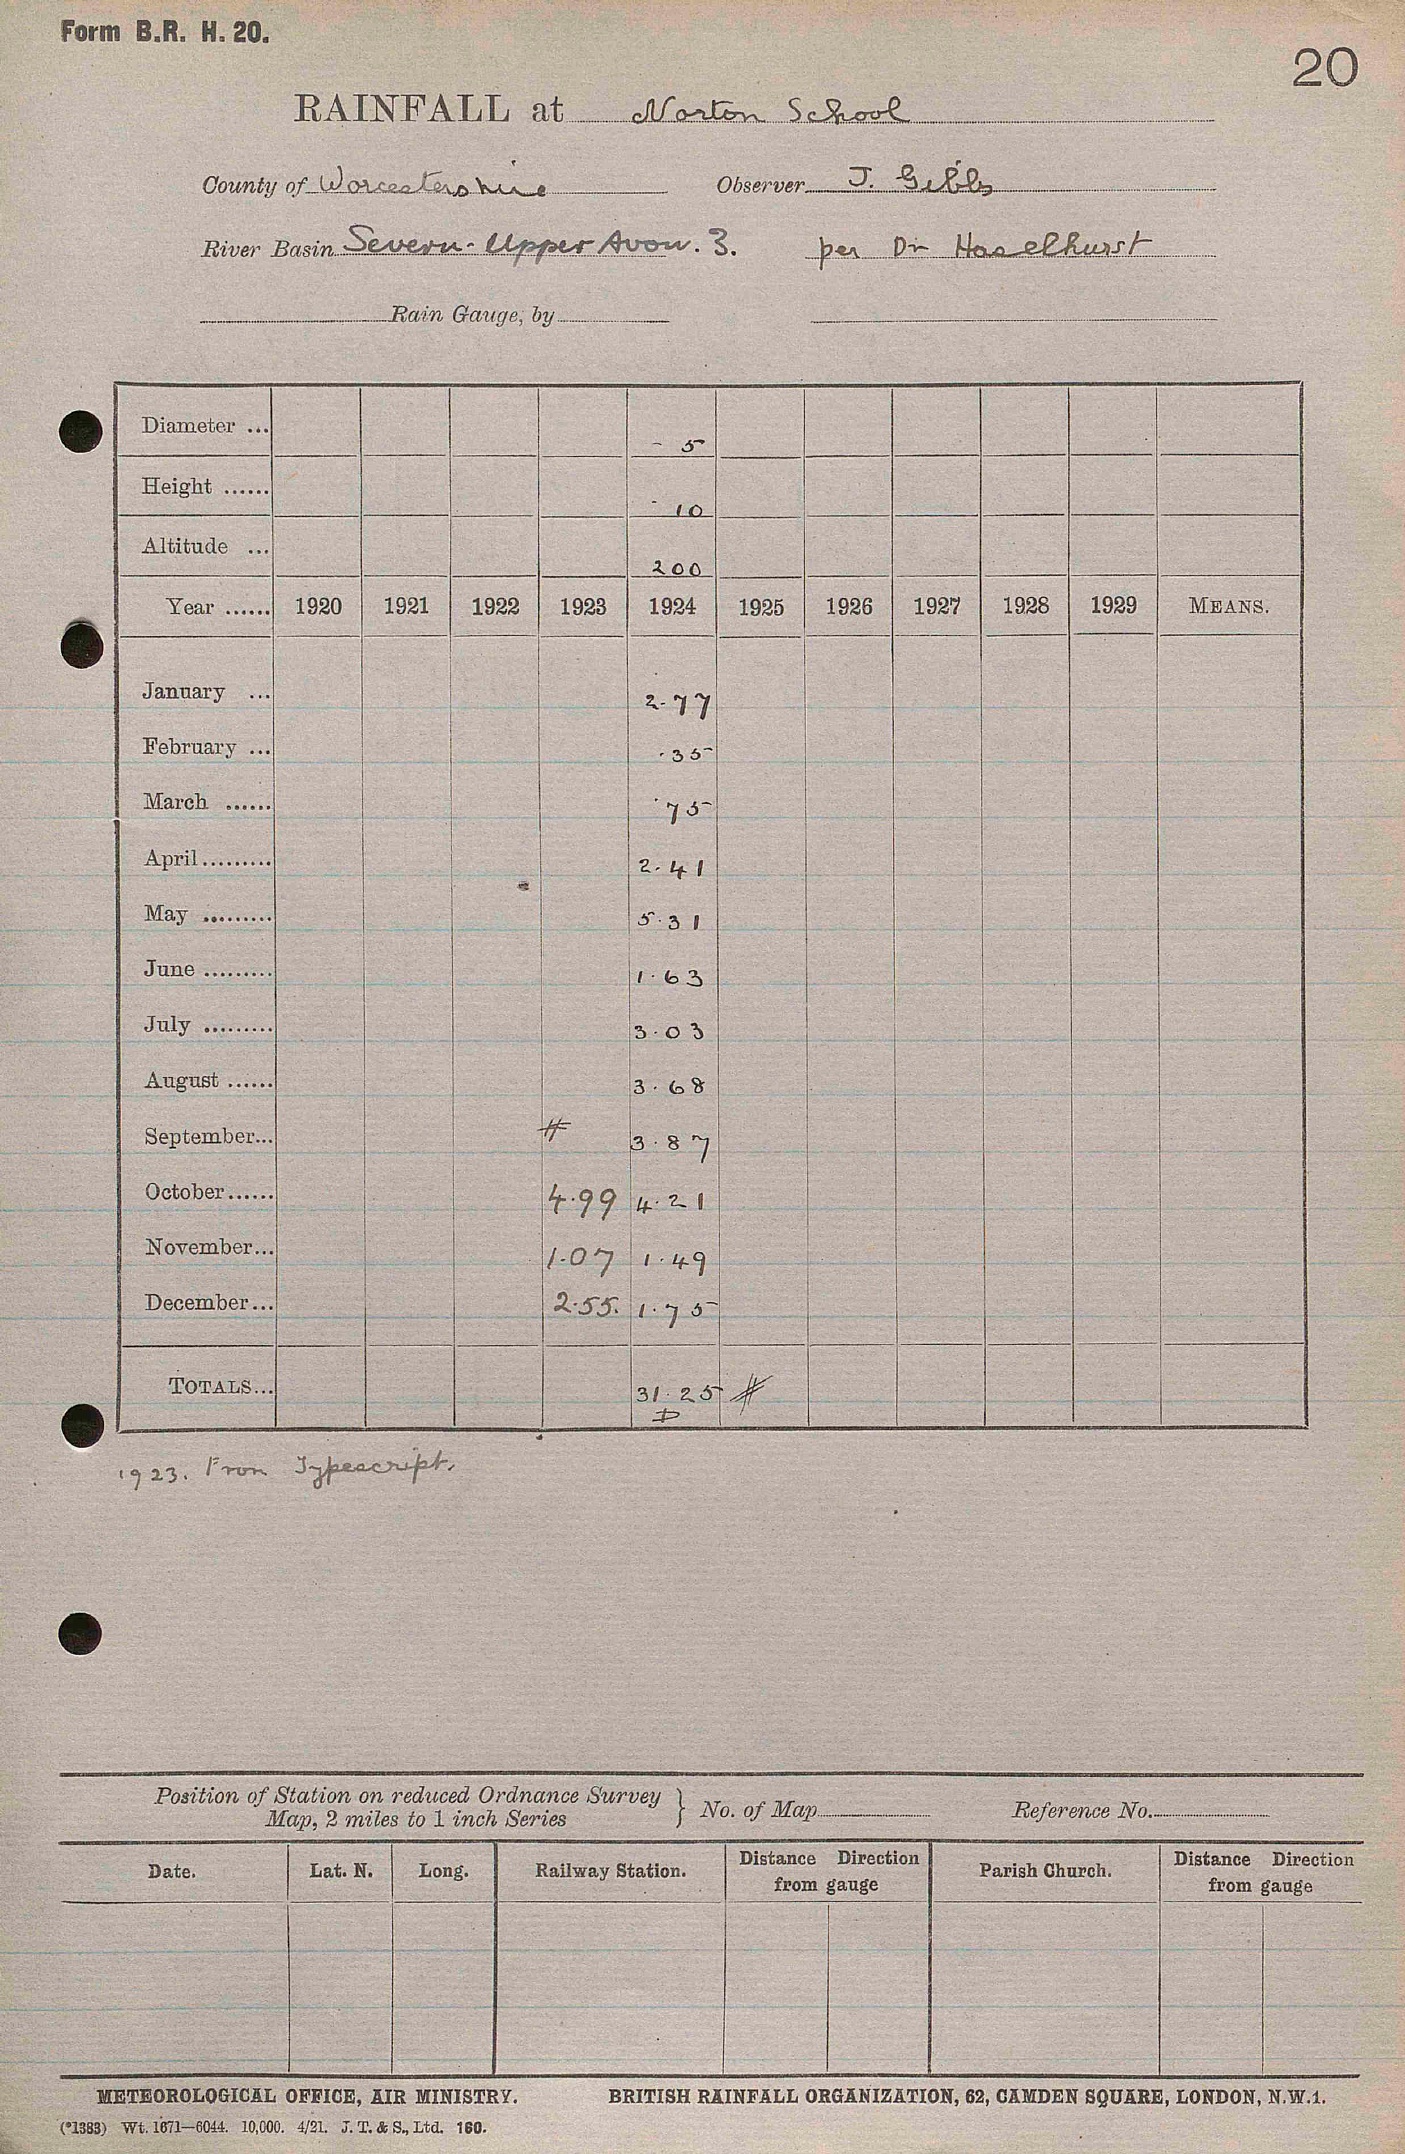 Form B.R. H. 20.
20
RAINFALL at Norton School
County of Worcestershire Observer J. Gibbs
River Basin Severn - Upper Avon. 3. per Dr Haselhurst
Rain Gauge, by
Diameter ... - 5
Height ...... - 10
Altitude ... 200
Year ...... 1920 1921 1922 1923 1924 1925 1926 1927 1928 1929 MEANS.
January ... 2.77
February ... .35
March ...... .75
April ......... 2.41
May ......... 5.31
June ......... 1.63
July ......... 3.03
August ...... 3.68
September... # 3.87
October...... 4.99 4.21
November... 1.07 1.49
December... 2.55. 1.75
TOTALS... 31.25 #
D
1923. From Typescript.
Position of Station on reduced Ordnance Survey
Map, 2 miles to 1 inch Series } No. of Map Reference No.
Date. Lat. N. Long. Railway Station. Distance Direction from gauge Parish Church. Distance Direction from gauge
METEOROLOGICAL OFFICE, AIR MINISTRY. BRITISH RAINFALL ORGANIZATION, 62, CAMDEN SQUARE, LONDON, N.W.1.
(*1383) Wt. 1671—6044. 10,000. 4/21. J. T. & S., Ltd. 160.